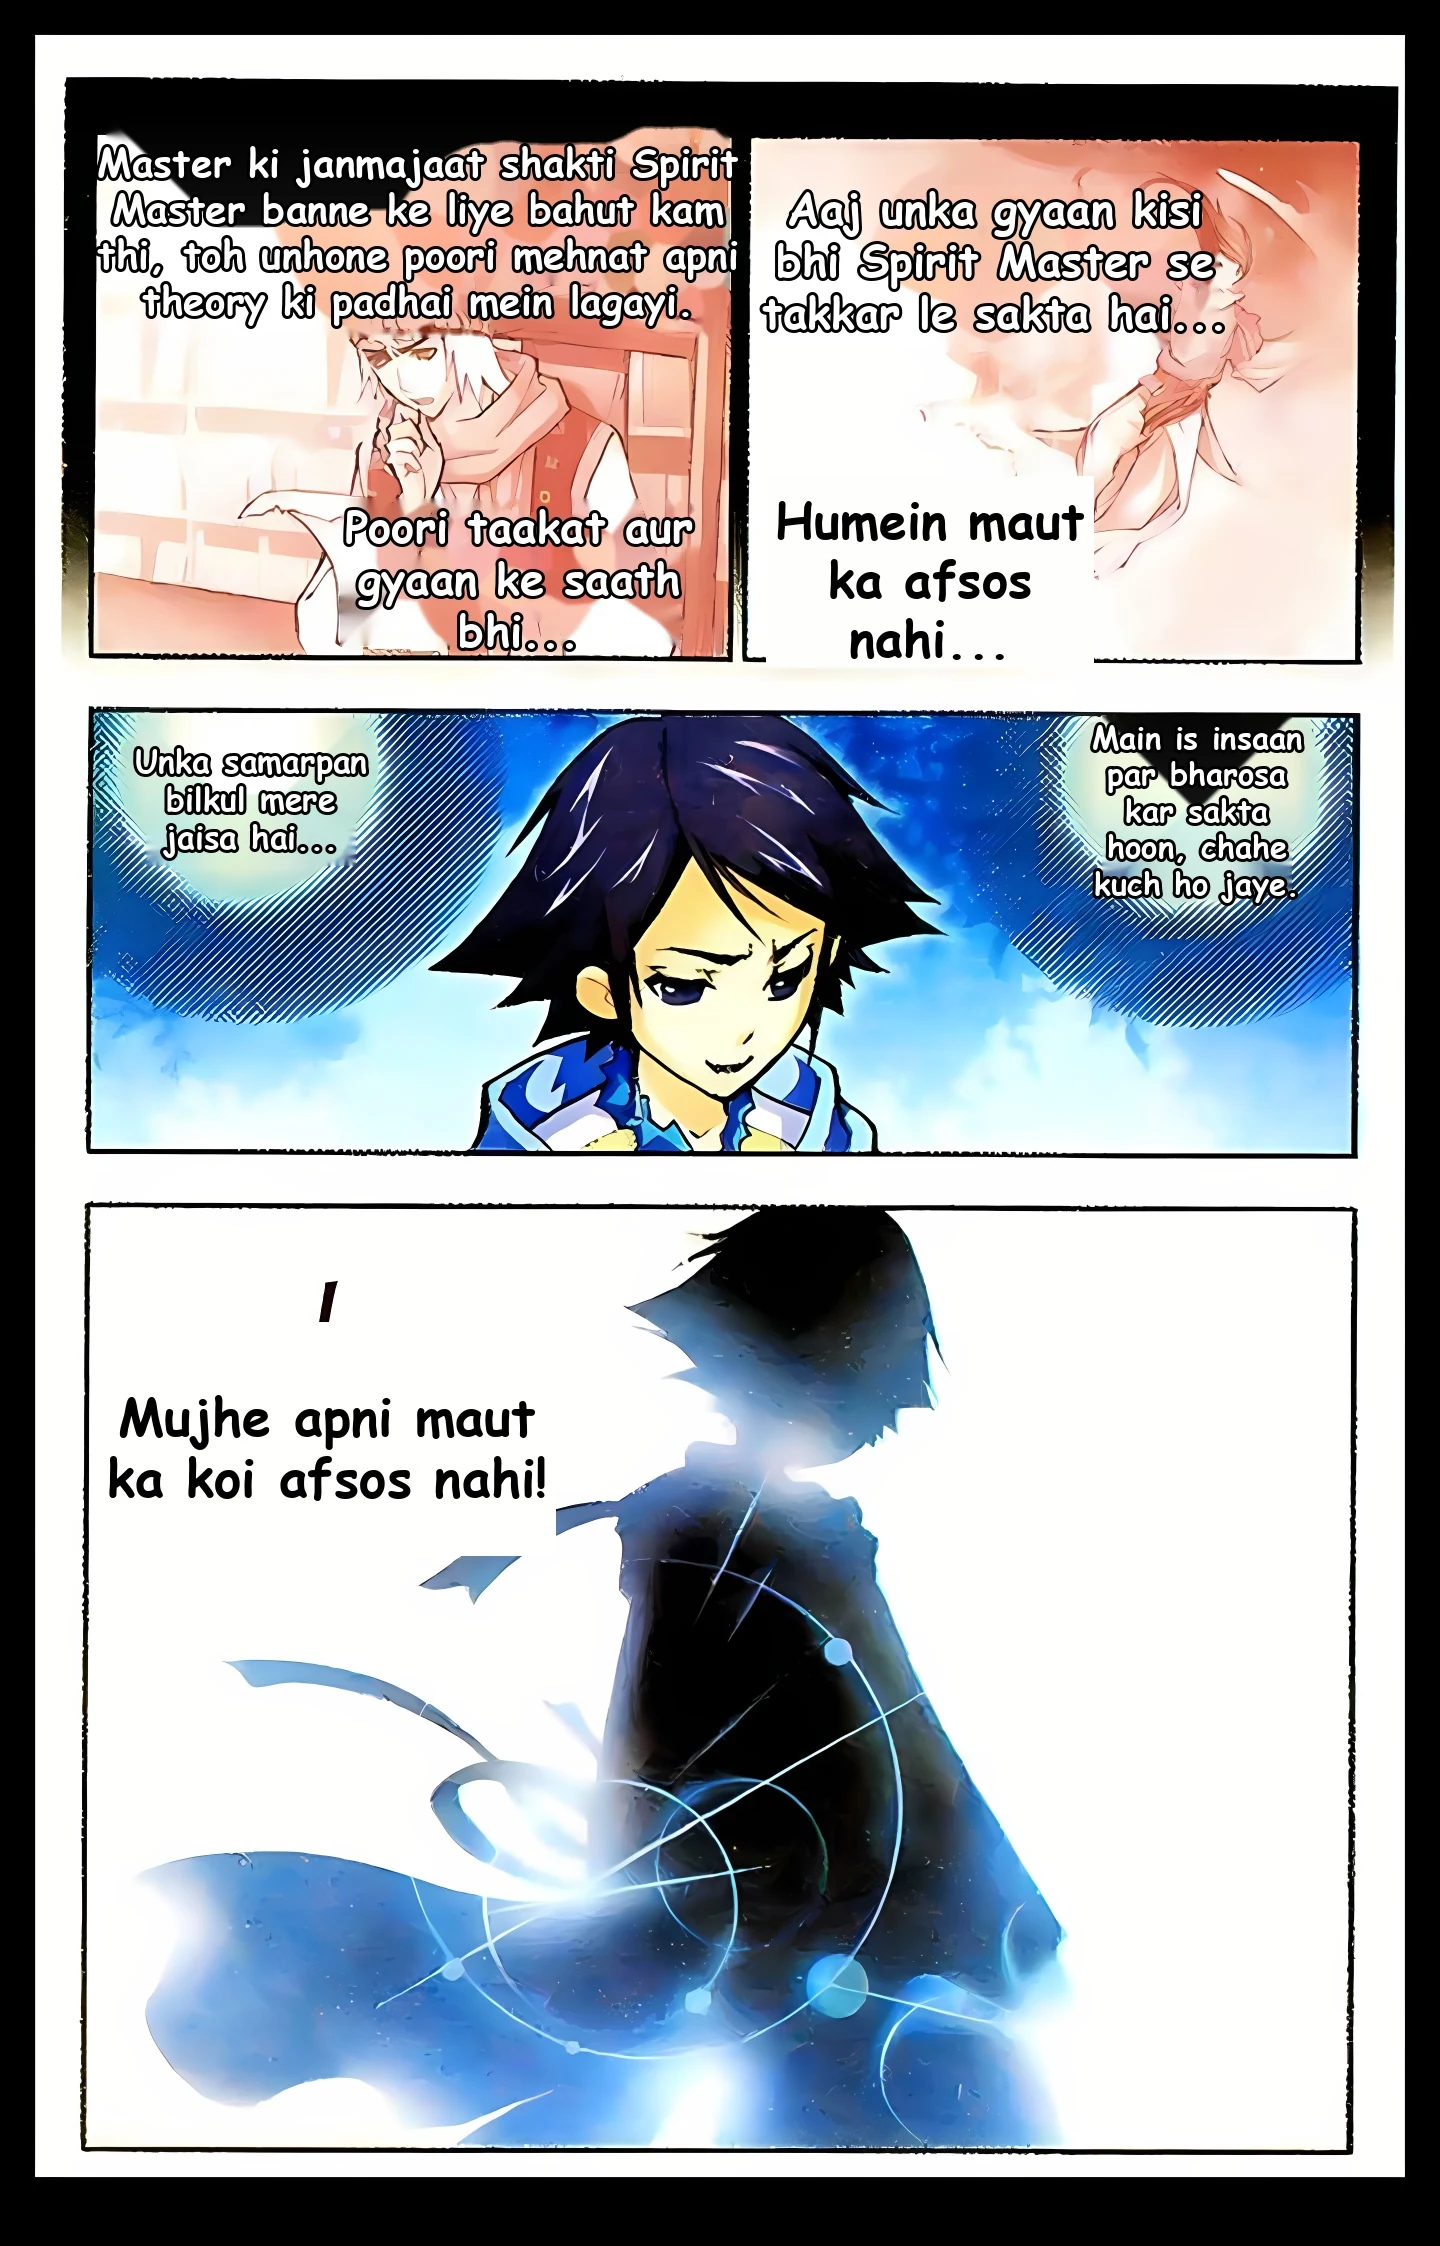 Master ki janmajaat shakti Spirit
Master banne ke liye bahut kam
thi, toh unhone poori mehnat apni
theory ki padhai mein lagayi.
Poori taakat aur
gyaan ke saath
bhi...
Aaj unka gyaan kisi
bhi Spirit Master se
takkar le sakta hai...
Humein maut
ka afsos
nahi...
Unka samarpan
bilkul mere
jaisa hai...
Main is insaan
par bharosa
kar sakta
hoon, chahe
kuch ho jaye.
I
Mujhe apni maut
ka koi afsos nahi!